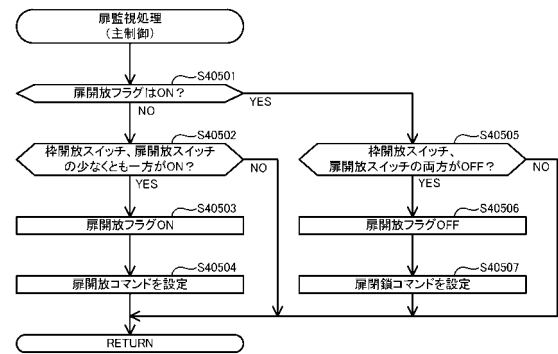 扉監視処理
(主制御)
S40501
扉開放フラグはON?
YES
NO
S40502
枠開放スイッチ、扉開放スイッチ
の少なくとも一方がON?
NO
YES
S40505
枠開放スイッチ、
扉開放スイッチの両方がOFF?
NO
YES
S40503
扉開放フラグON
S40506
扉開放フラグOFF
S40504
扉開放コマンドを設定
S40507
扉閉鎖コマンドを設定
RETURN